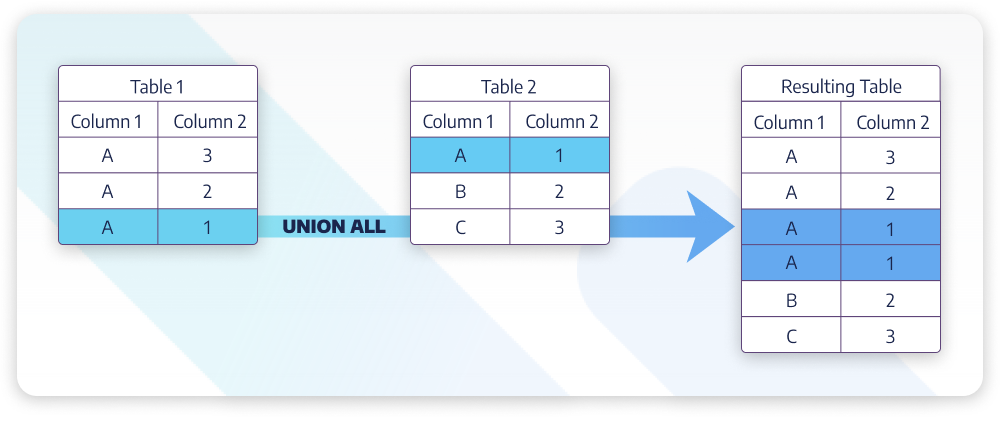 Table 1
Column 1 Column 2
A 3
A 2
A 1
UNION ALL
Table 2
Column 1 Column 2
A 1
B 2
C 3
Resulting Table
Column 1 Column 2
A 3
A 2
A 1
A 1
B 2
C 3